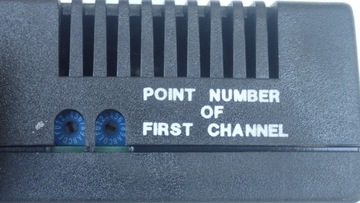 POINT NUMBER
OF
FIRST CHANNEL